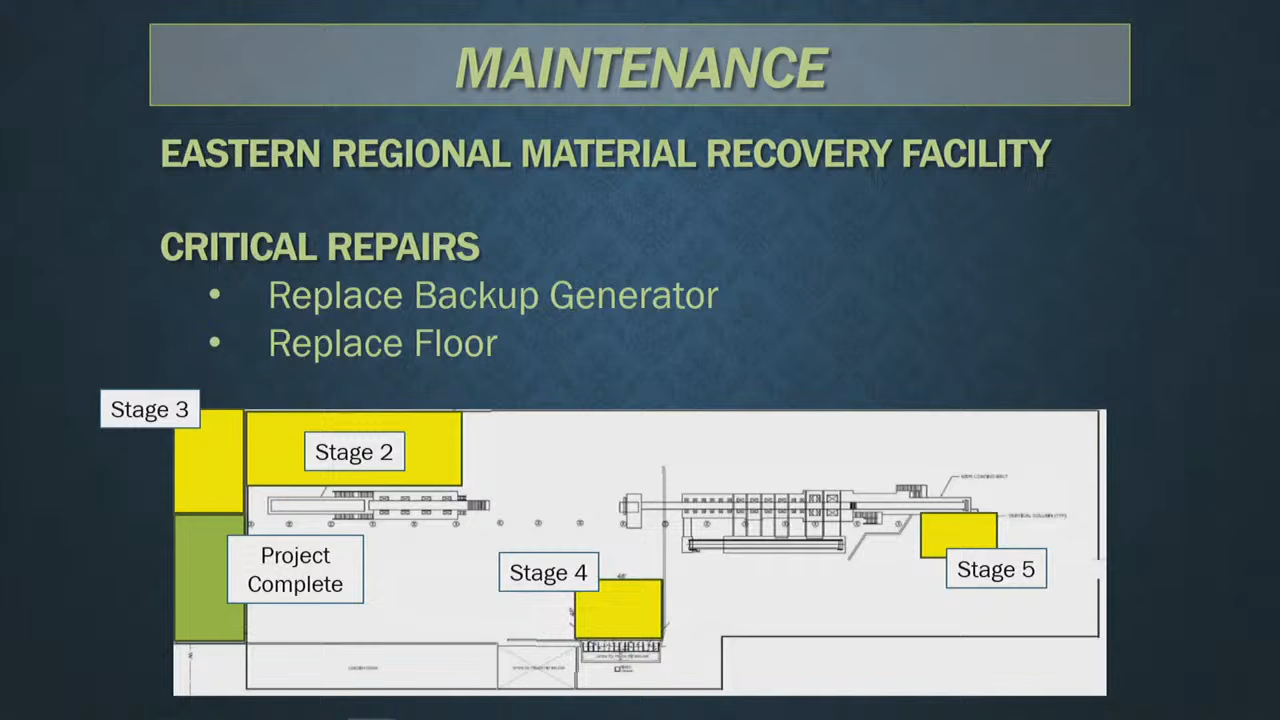 MAINTENANCE
EASTERN REGIONAL MATERIAL RECOVERY FACILITY
CRITICAL REPAIRS
• Replace Backup Generator
• Replace Floor
Stage 3
Stage 2
Project
Complete
Stage 4
Stage 5